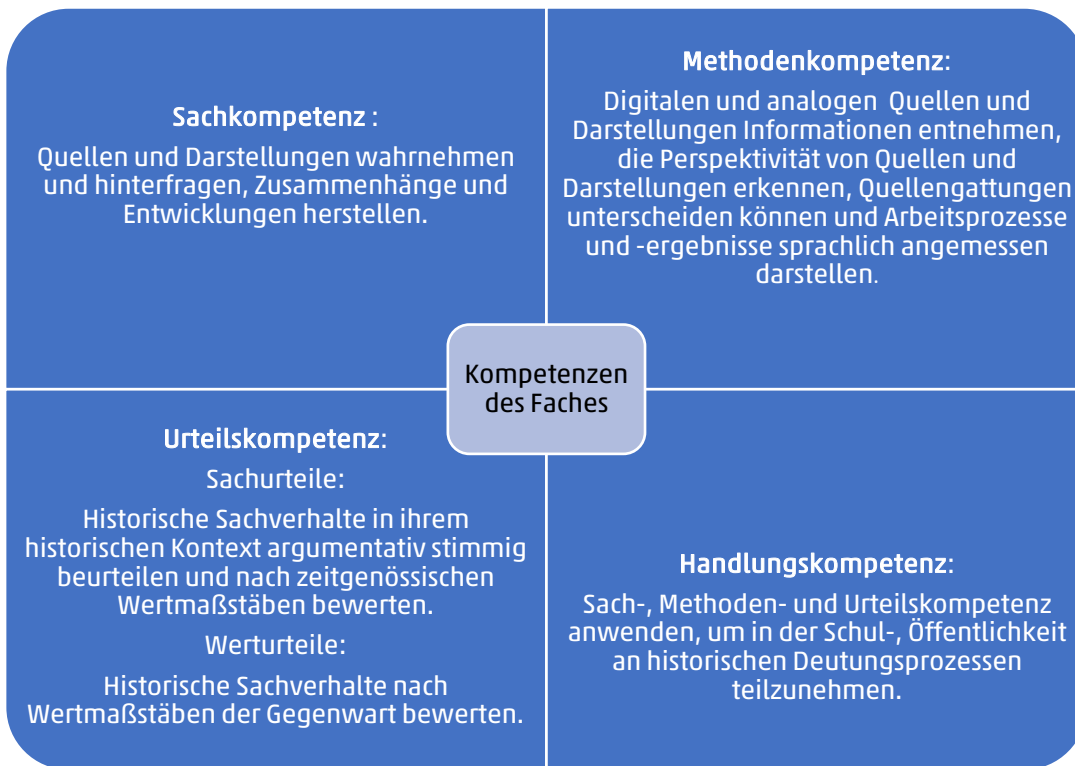 Sachkompetenz :
Quellen und Darstellungen wahrnehmen
und hinterfragen, Zusammenhänge und
Entwicklungen herstellen.
Methodenkompetenz:
Digitalen und analogen  Quellen und
Darstellungen Informationen entnehmen,
die Perspektivität von Quellen und
Darstellungen erkennen, Quellengattungen
unterscheiden können und Arbeitsprozesse
und -ergebnisse sprachlich angemessen
darstellen.
Kompetenzen
des Faches
Urteilskompetenz:
Sachurteile:
Historische Sachverhalte in ihrem
historischen Kontext argumentativ stimmig
beurteilen und nach zeitgenössischen
Wertmaßstäben bewerten.
Werturteile:
Historische Sachverhalte nach
Wertmaßstäben der Gegenwart bewerten.
Handlungskompetenz:
Sach-, Methoden- und Urteilskompetenz
anwenden, um in der Schul-, Öffentlichkeit
an historischen Deutungsprozessen
teilzunehmen.